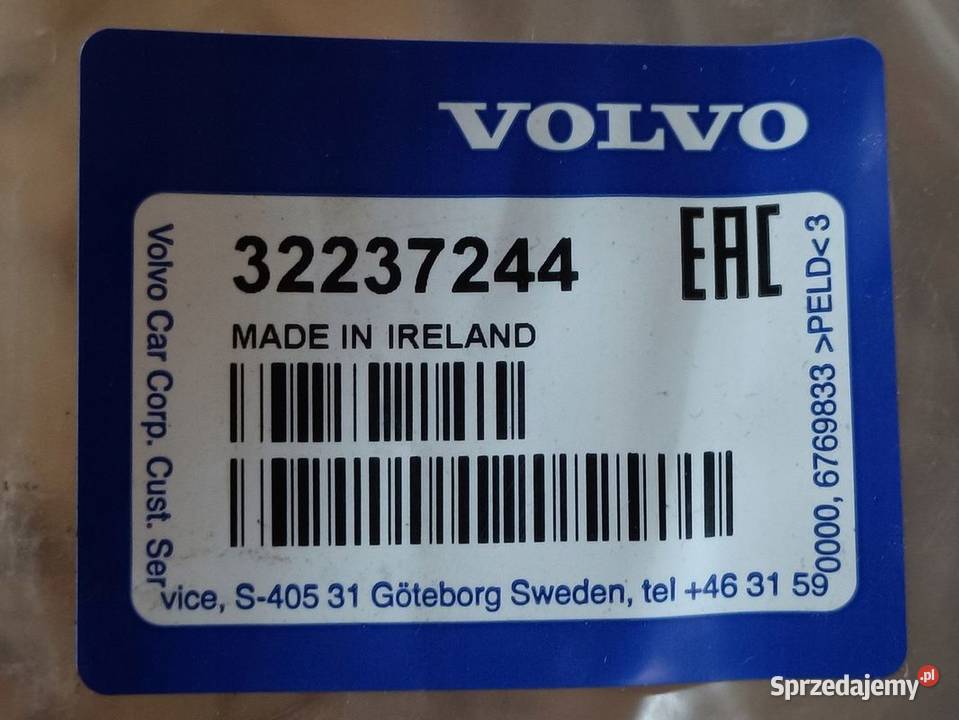 VOLVO
32237244
EAC
MADE IN IRELAND
Volvo Car Corp. Cust. Service, S-405 31 Göteborg Sweden, tel +46 31 590000, 6769833 >PELD< 3
Sprzedajemy.pl